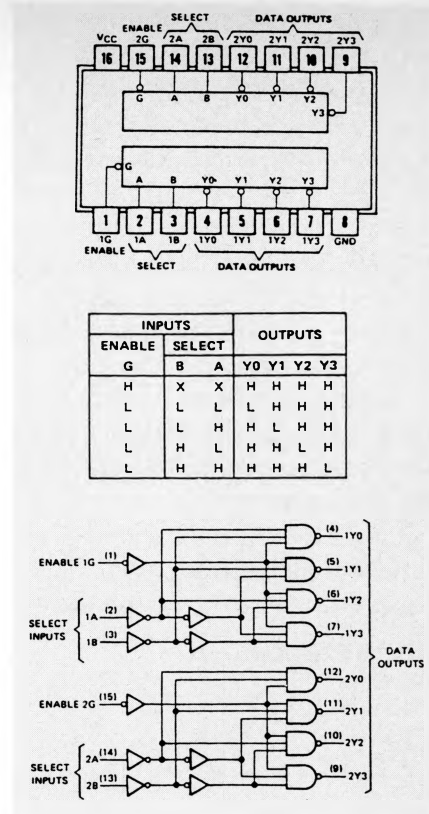 SELECT DATA OUTPUTS
ENABLE
VCC 2G 2A 2B 2Y0 2Y1 2Y2 2Y3
16 15 14 13 12 11 10 9
G A B Y0 Y1 Y2
Y3
G
A B Y0 Y1 Y2 Y3
1 2 3 4 5 6 7 8
1G 1A 1B 1Y0 1Y1 1Y2 1Y3 GND
ENABLE
SELECT DATA OUTPUTS
INPUTS OUTPUTS
ENABLE SELECT
G B A Y0 Y1 Y2 Y3
H X X H H H H
L L L L H H H
L L H H L H H
L H L H H L H
L H H H H H L
(4) 1Y0
ENABLE 1G (1)
(5) 1Y1
(6) 1Y2
SELECT INPUTS
1A (2)
1B (3)
(7) 1Y3
DATA OUTPUTS
(12) 2Y0
ENABLE 2G (15)
(11) 2Y1
(10) 2Y2
SELECT INPUTS
2A (14)
2B (13)
(9) 2Y3